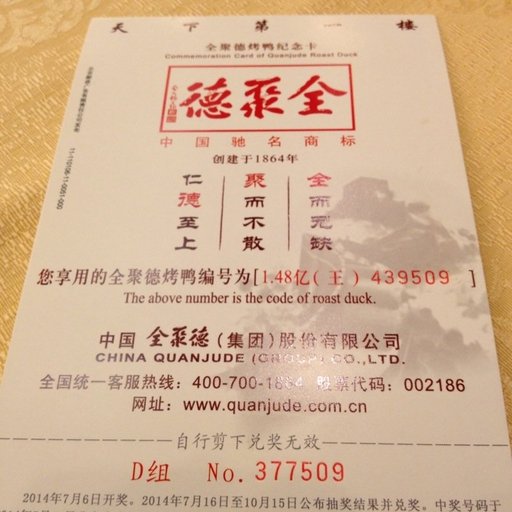 天 下 第 一 楼
全聚德烤鸭纪念卡
Commemoration Card of Quanjude Roast Duck
德聚全
中国驰名商标
创建于1864年
全而无缺
聚而不散
仁德至上
您享用的全聚德烤鸭编号为[1.48亿(王)439509 ]
The above number is the code of roast duck.
中国 全聚德(集团)股份有限公司
CHINA QUANJUDE (GROUP) CO.,LTD.
全国统一客服热线：400-700-1864 股票代码：002186
网址：www.quanjude.com.cn
自行剪下兑奖无效
D组 No. 377509
2014年7月6日开奖。2014年7月16日至10月15日公布抽奖结果并兑奖。中奖号码于